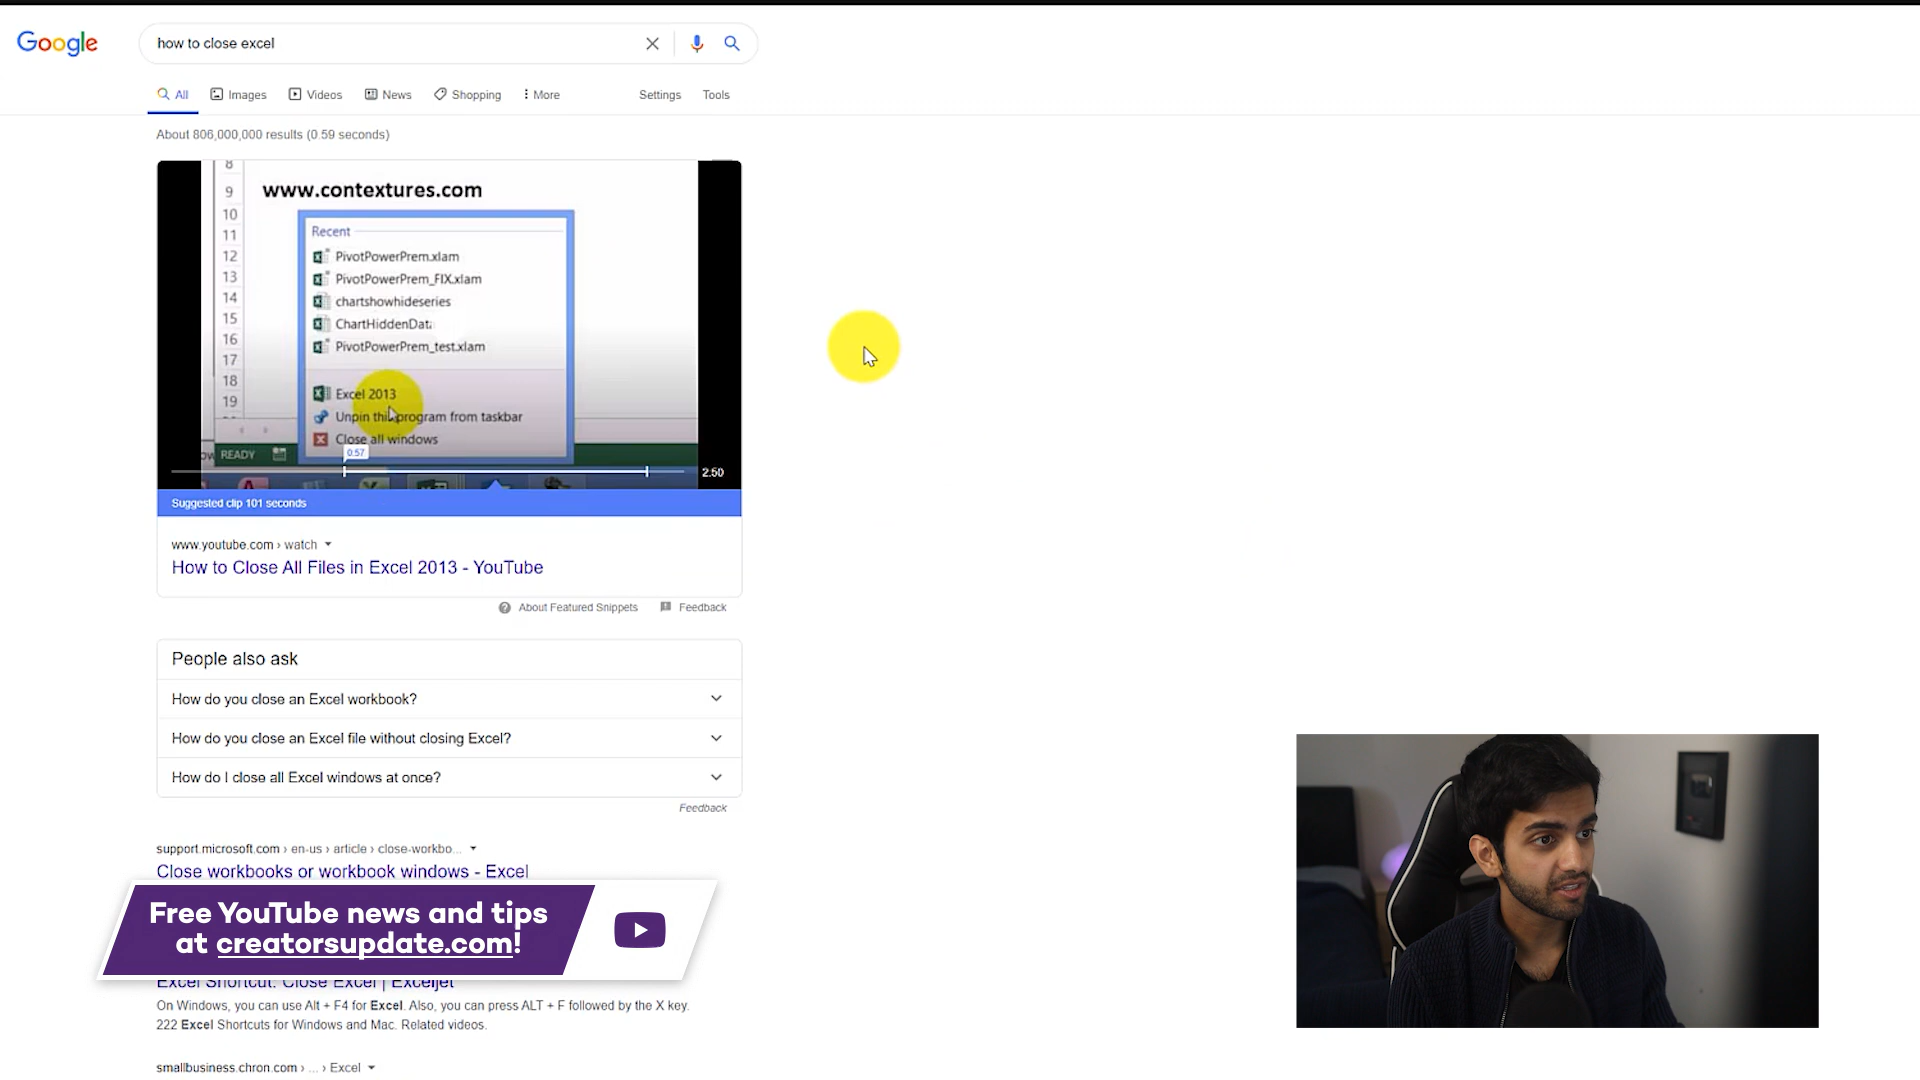 Google
how to close excel
All
Images
Videos
News
Shopping
More
Settings
Tools
About 806,000,000 results (0.59 seconds)
8
9
www.contextures.com
10
11
12
13
14
15
16
17
18
19
Recent
PivotPowerPrem.xlam
PivotPowerPrem_FIX.xlam
chartshowhideseries
ChartHiddenData
PivotPowerPrem_test.xlam
Excel 2013
Unpin this program from taskbar
Close all windows
READY
0:57
2:50
Suggested clip 101 seconds
www.youtube.com › watch
How to Close All Files in Excel 2013 - YouTube
About Featured Snippets
Feedback
People also ask
How do you close an Excel workbook?
How do you close an Excel file without closing Excel?
How do I close all Excel windows at once?
Feedback
support.microsoft.com › en-us › article › close-workbo...
Close workbooks or workbook windows - Excel
Free YouTube news and tips
at creatorsupdate.com!
Excel Shortcut: Close Excel | Exceljet
On Windows, you can use Alt + F4 for Excel. Also, you can press ALT + F followed by the X key.
222 Excel Shortcuts for Windows and Mac. Related videos.
smallbusiness.chron.com › ... › Excel